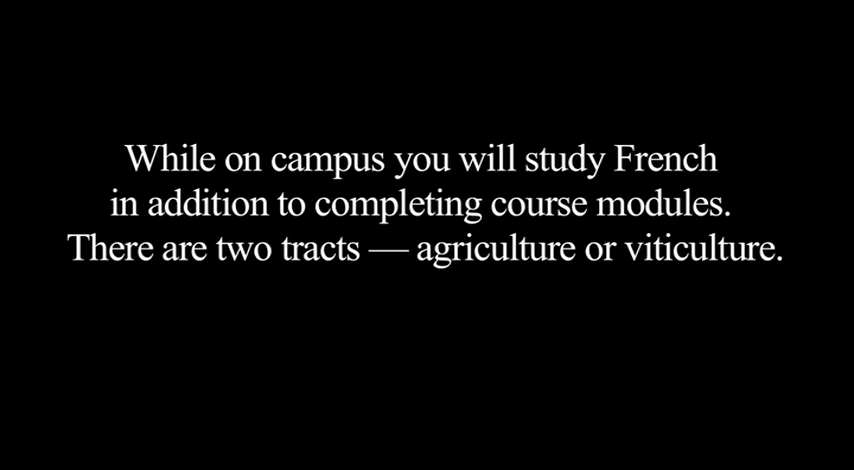 While on campus you will study French
in addition to completing course modules.
There are two tracts — agriculture or viticulture.